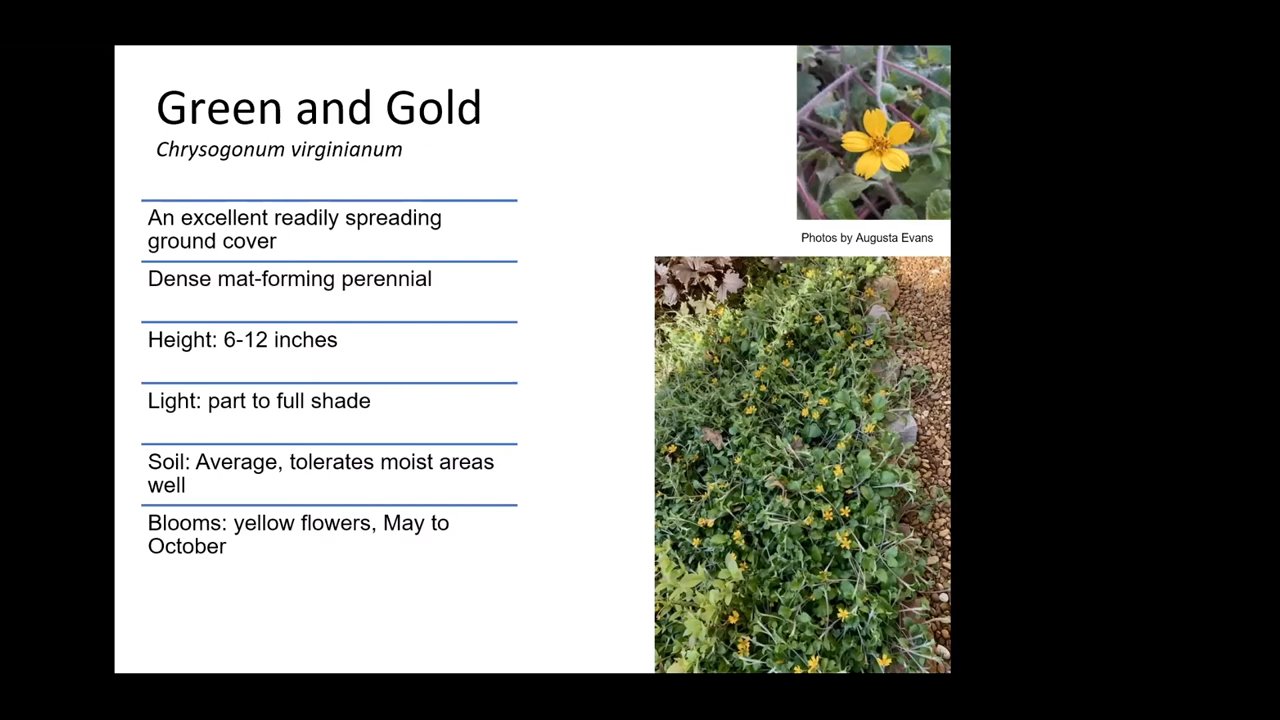 Green and Gold
Chrysogonum virginianum
An excellent readily spreading
ground cover
Dense mat-forming perennial
Height: 6-12 inches
Light: part to full shade
Soil: Average, tolerates moist areas
well
Blooms: yellow flowers, May to
October
Photos by Augusta Evans